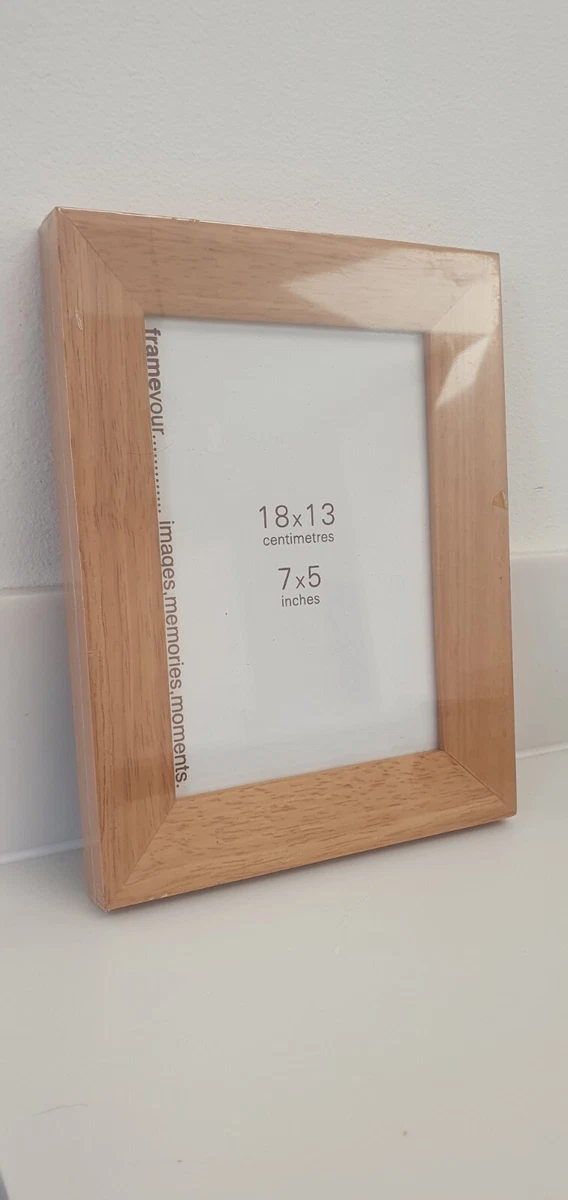 frameyour............ images,memories,moments.
18x13
centimetres
7x5
inches